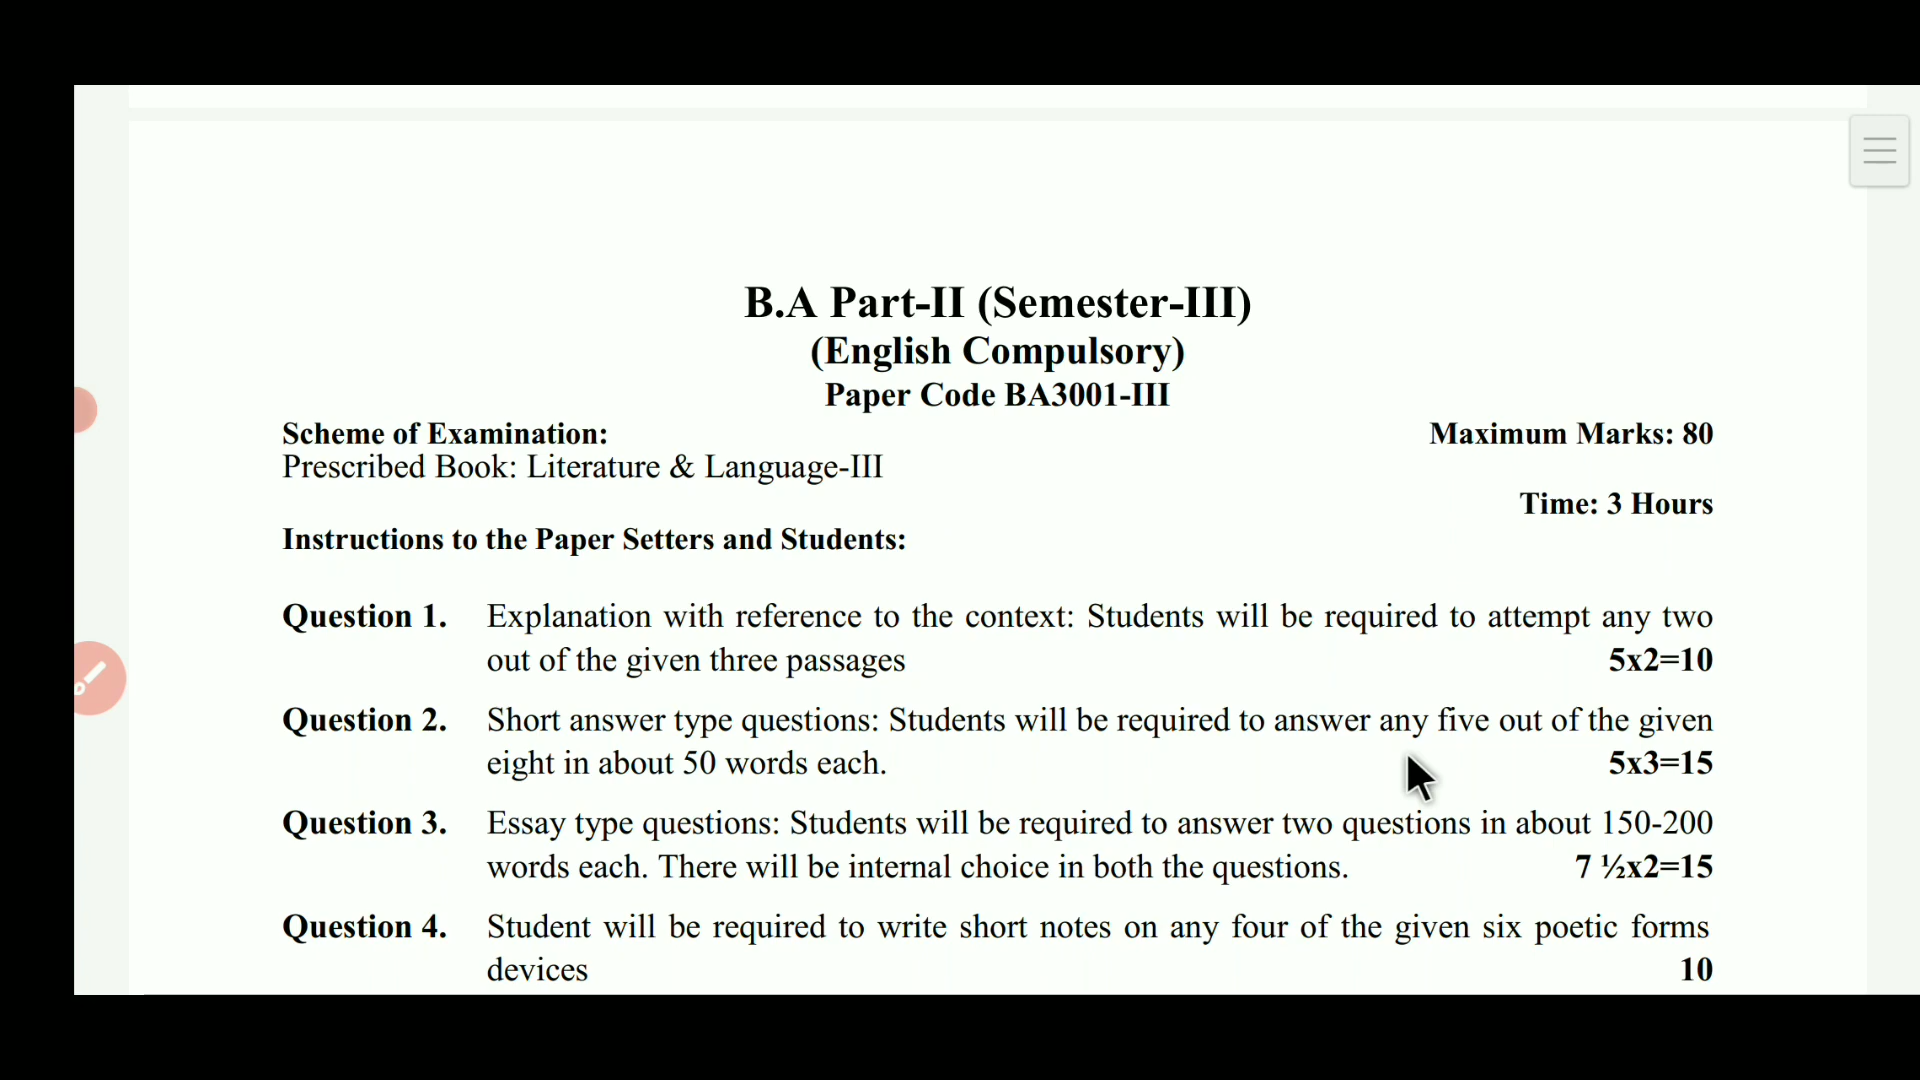 B.A Part-II (Semester-III)
(English Compulsory)
Paper Code BA3001-III
Scheme of Examination: Maximum Marks: 80
Prescribed Book: Literature & Language-III
Time: 3 Hours
Instructions to the Paper Setters and Students:
Question 1. Explanation with reference to the context: Students will be required to attempt any two
out of the given three passages 5x2=10
Question 2. Short answer type questions: Students will be required to answer any five out of the given
eight in about 50 words each. 5x3=15
Question 3. Essay type questions: Students will be required to answer two questions in about 150-200
words each. There will be internal choice in both the questions. 7 ½x2=15
Question 4. Student will be required to write short notes on any four of the given six poetic forms
devices 10